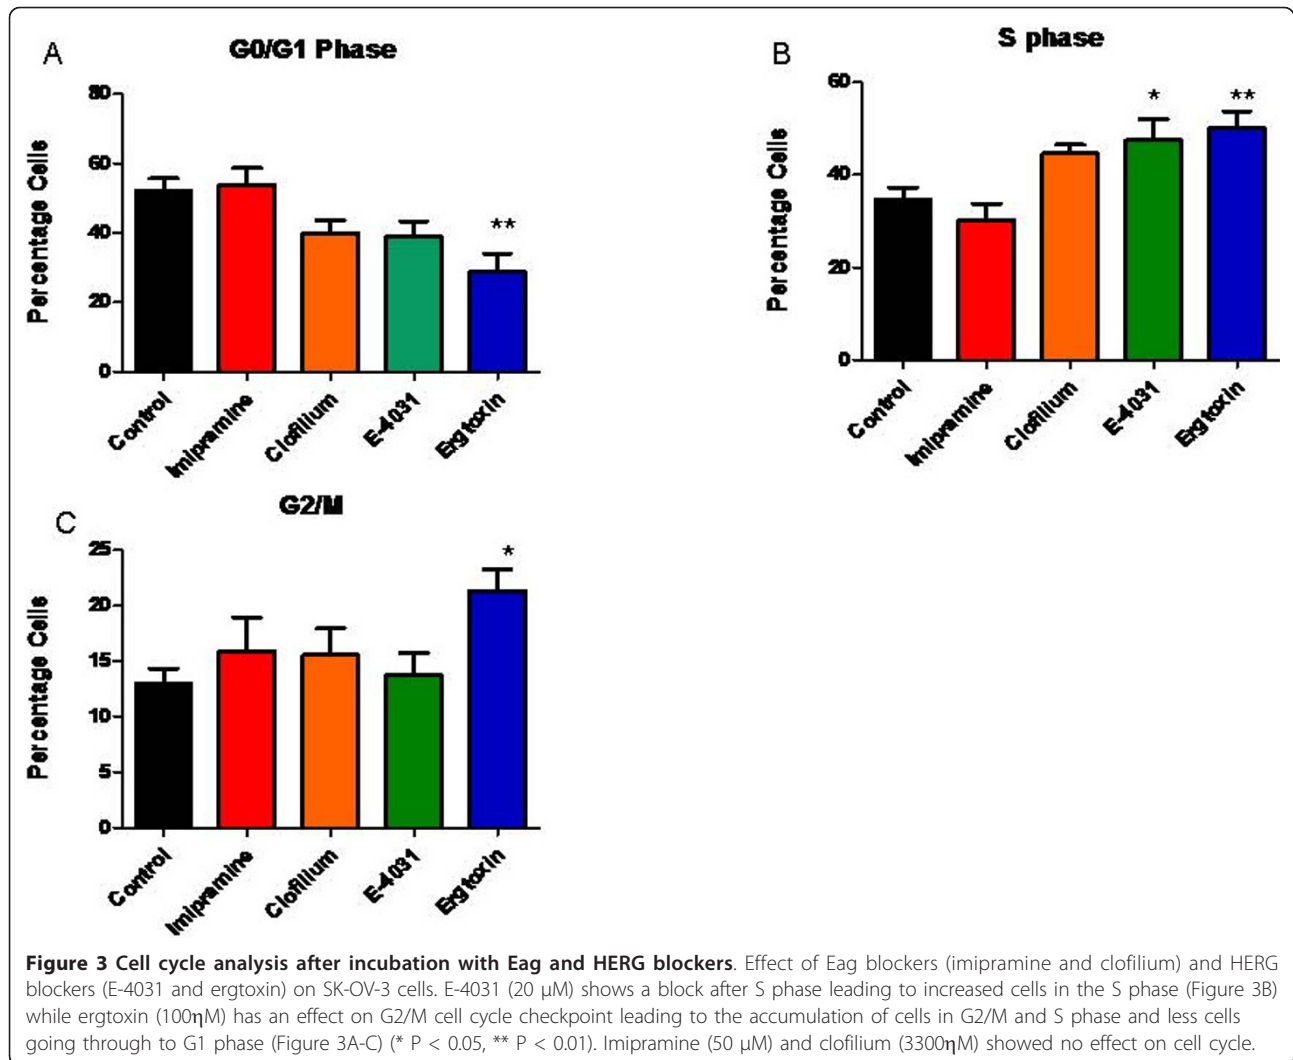 A
G0/G1 Phase
Percentage Cells
80
60
40
20
0
**
Control
Imipramine
Clofilium
E-4031
Ergtoxin
B
S phase
Percentage Cells
60
40
20
0
*
**
Control
Imipramine
Clofilium
E-4031
Ergtoxin
C
G2/M
Percentage Cells
25
20
15
10
5
0
*
Control
Imipramine
Clofilium
E-4031
Ergtoxin
Figure 3 Cell cycle analysis after incubation with Eag and HERG blockers. Effect of Eag blockers (imipramine and clofilium) and HERG
blockers (E-4031 and ergtoxin) on SK-OV-3 cells. E-4031 (20 μM) shows a block after S phase leading to increased cells in the S phase (Figure 3B)
while ergtoxin (100ηM) has an effect on G2/M cell cycle checkpoint leading to the accumulation of cells in G2/M and S phase and less cells
going through to G1 phase (Figure 3A-C) (* P < 0.05, ** P < 0.01). Imipramine (50 μM) and clofilium (3300ηM) showed no effect on cell cycle.